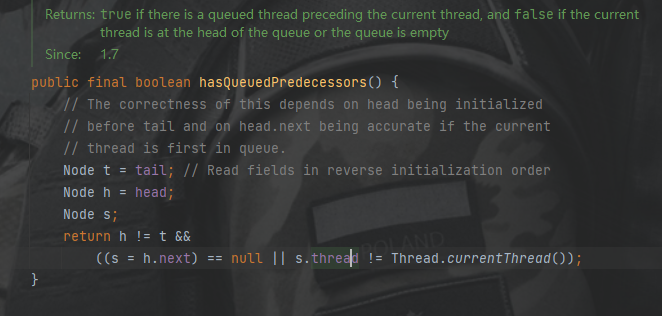 Returns: true if there is a queued thread preceding the current thread, and false if the current
thread is at the head of the queue or the queue is empty
Since: 1.7
public final boolean hasQueuedPredecessors() {
// The correctness of this depends on head being initialized
// before tail and on head.next being accurate if the current
// thread is first in queue.
Node t = tail; // Read fields in reverse initialization order
Node h = head;
Node s;
return h != t &&
((s = h.next) == null || s.thread != Thread.currentThread());
}